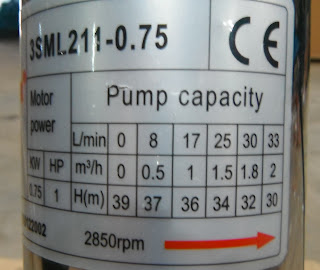 3SML211-0.75 CE
Motor power Pump capacity
L/min 0 8 17 25 30 33
KW HP m³/h 0 0.5 1 1.5 1.8 2
0.75 1 H(m) 39 37 36 34 32 30
2850rpm